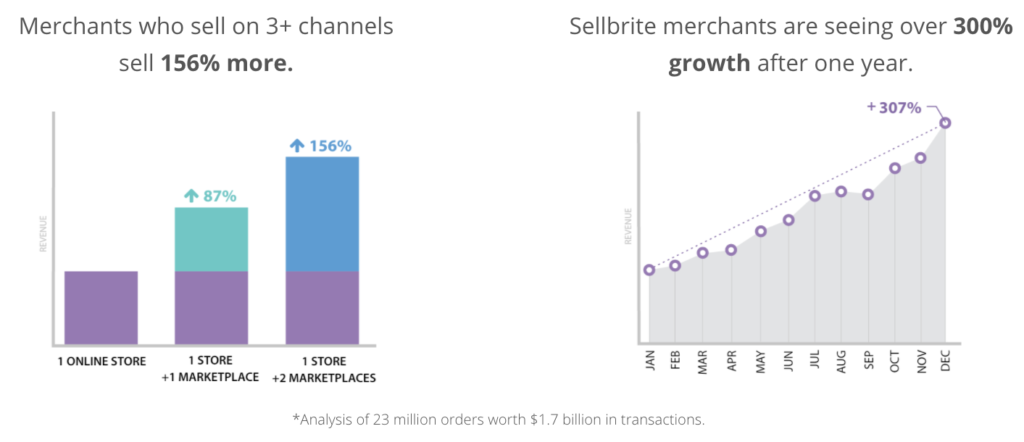 Merchants who sell on 3+ channels
sell 156% more.
REVENUE
87%
156%
1 ONLINE STORE
1 STORE
+1 MARKETPLACE
1 STORE
+2 MARKETPLACES
Sellbrite merchants are seeing over 300%
growth after one year.
REVENUE
+307%
JAN
FEB
MAR
APR
MAY
JUN
JUL
AUG
SEP
OCT
NOV
DEC
*Analysis of 23 million orders worth $1.7 billion in transactions.